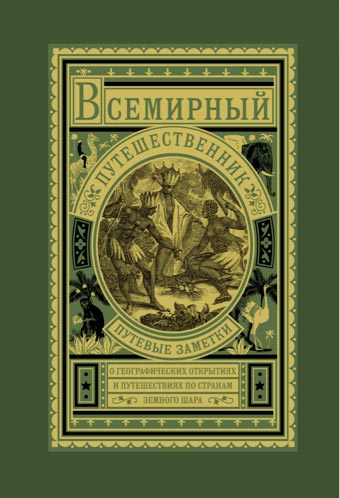 Всемирный
Путешественник
Путевые заметки
о географических открытиях
и путешествиях по странам
земного шара